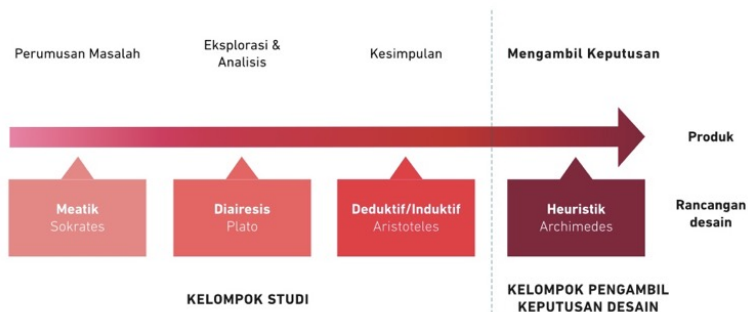 Perumusan Masalah
Eksplorasi &
Analisis
Kesimpulan
Mengambil Keputusan
Produk
Meatik
Sokrates
Diairesis
Plato
Deduktif/Induktif
Aristoteles
Heuristik
Archimedes
Rancangan
desain
KELOMPOK STUDI
KELOMPOK PENGAMBIL
KEPUTUSAN DESAIN